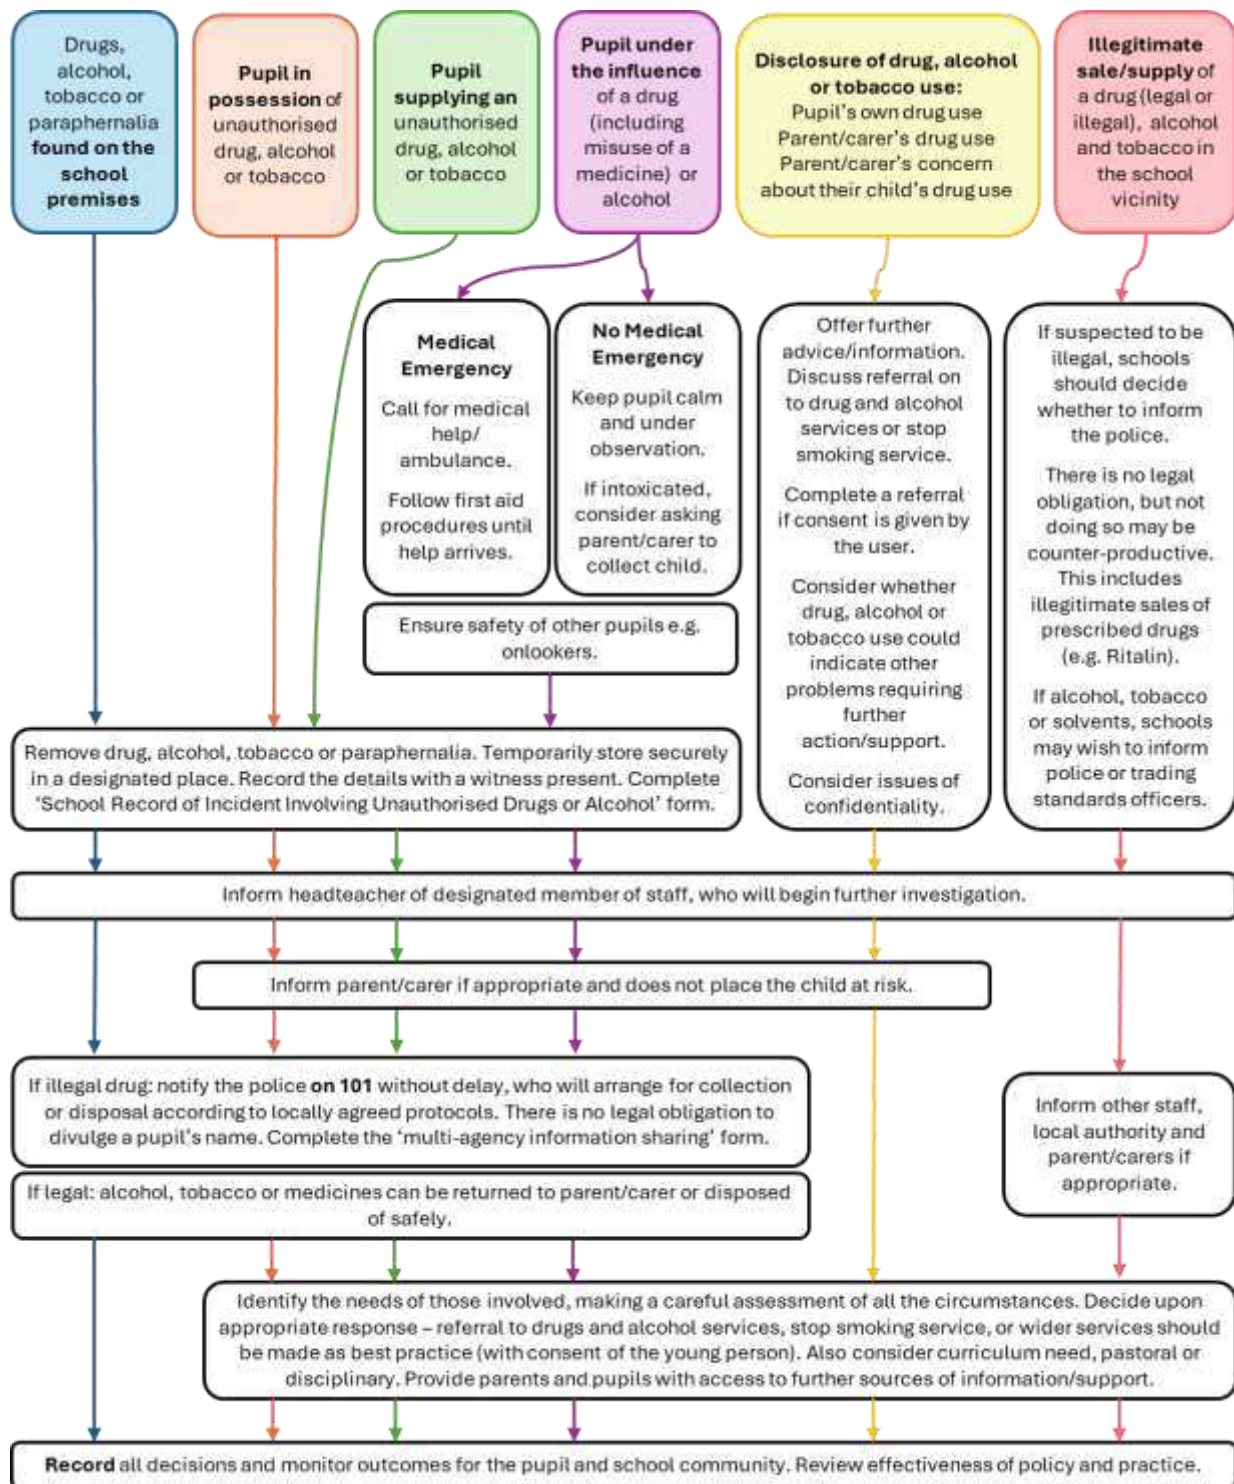 Drugs,
alcohol,
tobacco or
paraphernalia
found on the
school
premises
Pupil in
possession of
unauthorised
drug, alcohol
or tobacco
Pupil
supplying an
unauthorised
drug, alcohol
or tobacco
Pupil under
the influence
of a drug
(including
misuse of a
medicine) or
alcohol
Disclosure of drug, alcohol
or tobacco use:
Pupil's own drug use
Parent/carer's drug use
Parent/carer's concern
about their child's drug use
Illegitimate
sale/supply of
a drug (legal or
illegal), alcohol
and tobacco in
the school
vicinity
Medical
Emergency
Call for medical
help/
ambulance.
Follow first aid
procedures until
help arrives.
No Medical
Emergency
Keep pupil calm
and under
observation.
If intoxicated,
consider asking
parent/carer to
collect child.
Ensure safety of other pupils e.g.
onlookers.
Offer further
advice/information.
Discuss referral on
to drug and alcohol
services or stop
smoking service.
Complete a referral
if consent is given by
the user.
Consider whether
drug, alcohol or
tobacco use could
indicate other
problems requiring
further
action/support.
Consider issues of
confidentiality.
If suspected to be
illegal, schools
should decide
whether to inform
the police.
There is no legal
obligation, but not
doing so may be
counter-productive.
This includes
illegitimate sales of
prescribed drugs
(e.g. Ritalin).
If alcohol, tobacco
or solvents, schools
may wish to inform
police or trading
standards officers.
Remove drug, alcohol, tobacco or paraphernalia. Temporarily store securely
in a designated place. Record the details with a witness present. Complete
'School Record of Incident Involving Unauthorised Drugs or Alcohol' form.
Inform headteacher of designated member of staff, who will begin further investigation.
Inform parent/carer if appropriate and does not place the child at risk.
If illegal drug: notify the police on 101 without delay, who will arrange for collection
or disposal according to locally agreed protocols. There is no legal obligation to
divulge a pupil's name. Complete the 'multi-agency information sharing' form.
If legal: alcohol, tobacco or medicines can be returned to parent/carer or disposed
of safely.
Inform other staff,
local authority and
parent/carers if
appropriate.
Identify the needs of those involved, making a careful assessment of all the circumstances. Decide upon
appropriate response – referral to drugs and alcohol services, stop smoking service, or wider services should
be made as best practice (with consent of the young person). Also consider curriculum need, pastoral or
disciplinary. Provide parents and pupils with access to further sources of information/support.
Record all decisions and monitor outcomes for the pupil and school community. Review effectiveness of policy and practice.